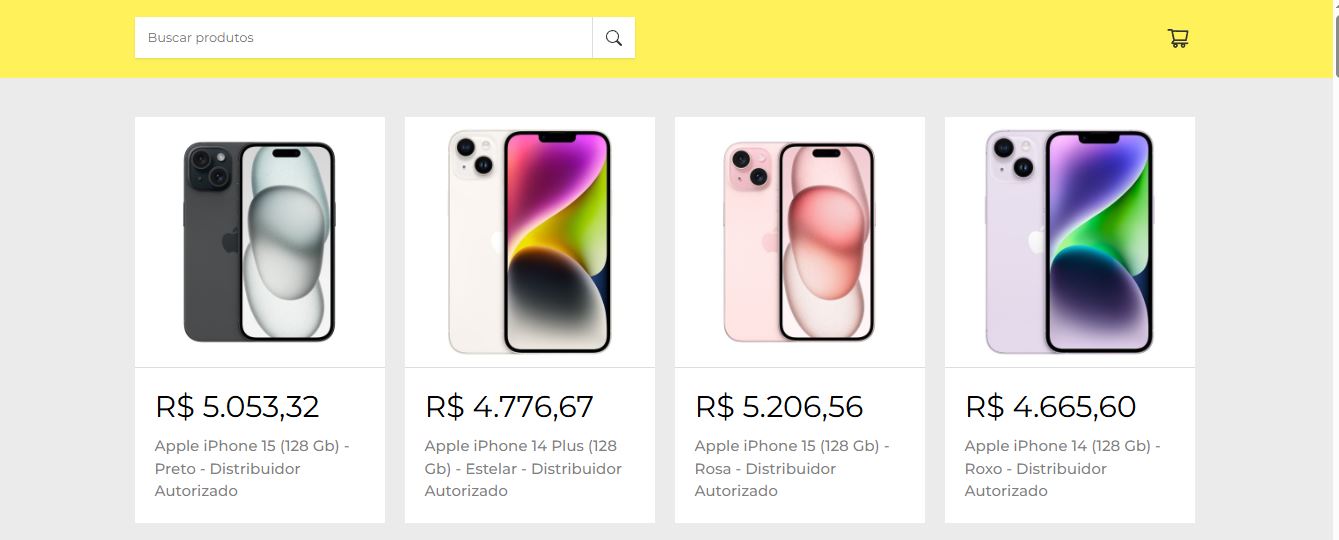 Buscar produtos
R$ 5.053,32
Apple iPhone 15 (128 Gb) -
Preto - Distribuidor
Autorizado
R$ 4.776,67
Apple iPhone 14 Plus (128
Gb) - Estelar - Distribuidor
Autorizado
R$ 5.206,56
Apple iPhone 15 (128 Gb) -
Rosa - Distribuidor
Autorizado
R$ 4.665,60
Apple iPhone 14 (128 Gb) -
Roxo - Distribuidor
Autorizado